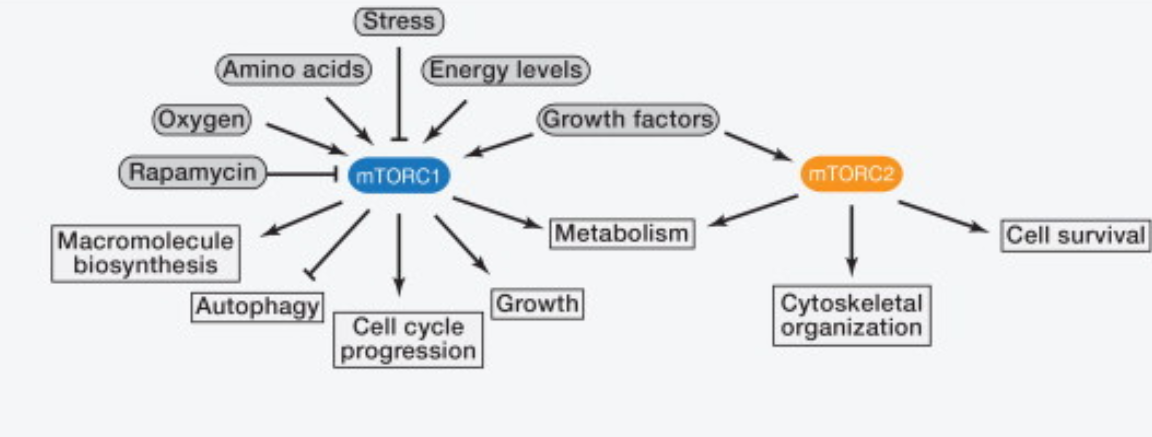 Stress
Amino acids
Energy levels
Oxygen
Growth factors
Rapamycin
mTORC1
mTORC2
Macromolecule
biosynthesis
Metabolism
Cell survival
Autophagy
Growth
Cell cycle
progression
Cytoskeletal
organization